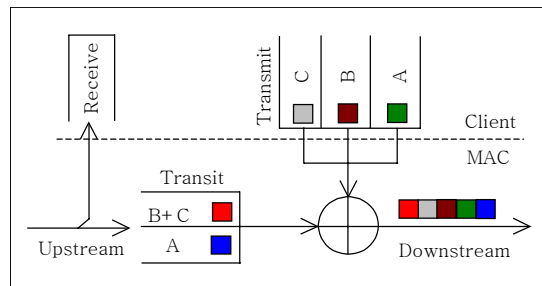 Receive
Transmit
C
B
A
Client
MAC
Transit
B+C
A
Upstream
Downstream